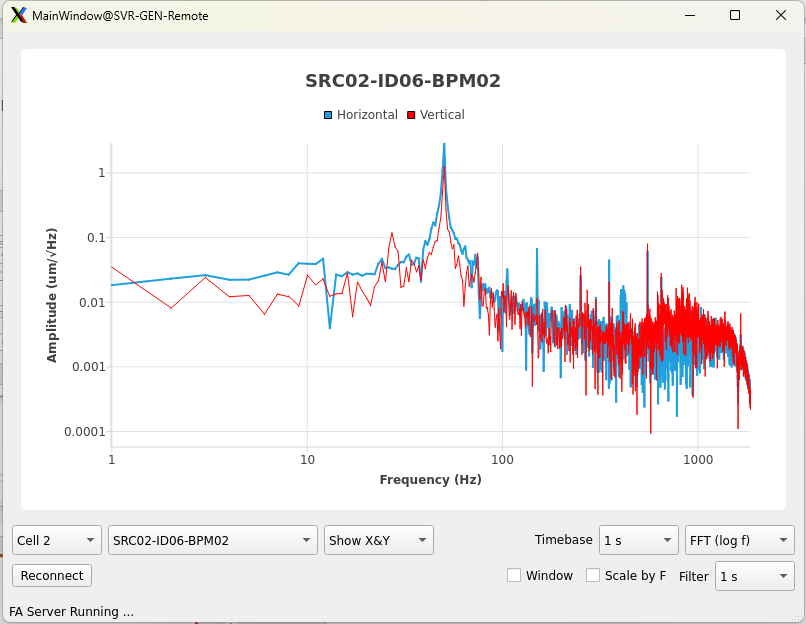 MainWindow@SVR-GEN-Remote
SRC02-ID06-BPM02
Horizontal Vertical
Amplitude (um/√Hz)
1
0.1
0.01
0.001
0.0001
1 10 100 1000
Frequency (Hz)
Cell 2 SRC02-ID06-BPM02 Show X&Y Timebase 1 s FFT (log f)
Reconnect Window Scale by F Filter 1 s
FA Server Running ...